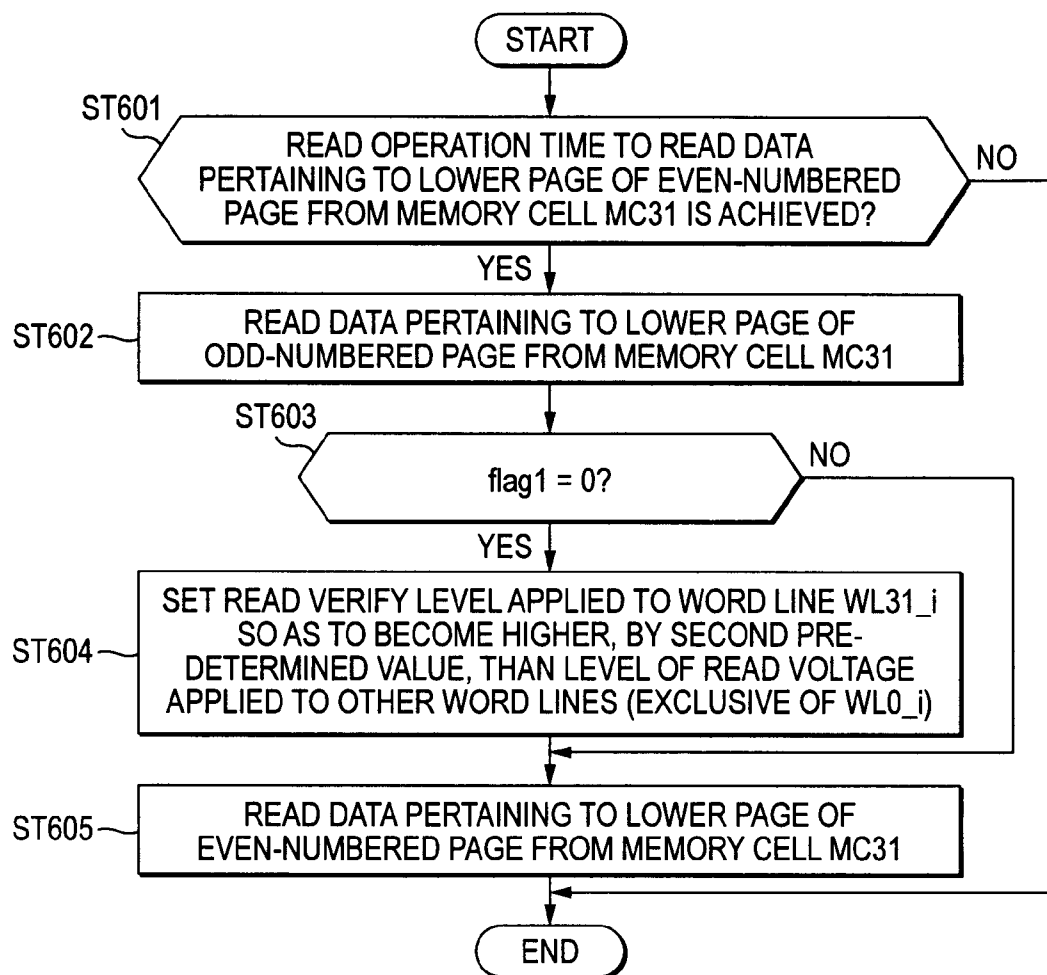 START
ST601
READ OPERATION TIME TO READ DATA
PERTAINING TO LOWER PAGE OF EVEN-NUMBERED
PAGE FROM MEMORY CELL MC31 IS ACHIEVED?
NO
YES
ST602
READ DATA PERTAINING TO LOWER PAGE OF
ODD-NUMBERED PAGE FROM MEMORY CELL MC31
ST603
flag1 = 0?
NO
YES
ST604
SET READ VERIFY LEVEL APPLIED TO WORD LINE WL31_i
SO AS TO BECOME HIGHER, BY SECOND PRE-
DETERMINED VALUE, THAN LEVEL OF READ VOLTAGE
APPLIED TO OTHER WORD LINES (EXCLUSIVE OF WL0_i)
ST605
READ DATA PERTAINING TO LOWER PAGE OF
EVEN-NUMBERED PAGE FROM MEMORY CELL MC31
END